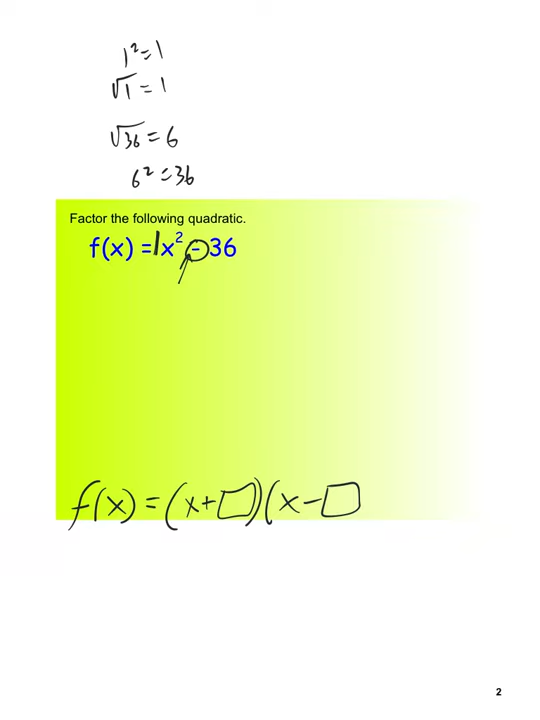 1² = 1
√1 = 1
√36 = 6
6² = 36
Factor the following quadratic.
f(x) = 1x² - 36
f(x) = (x+□)(x-□
2